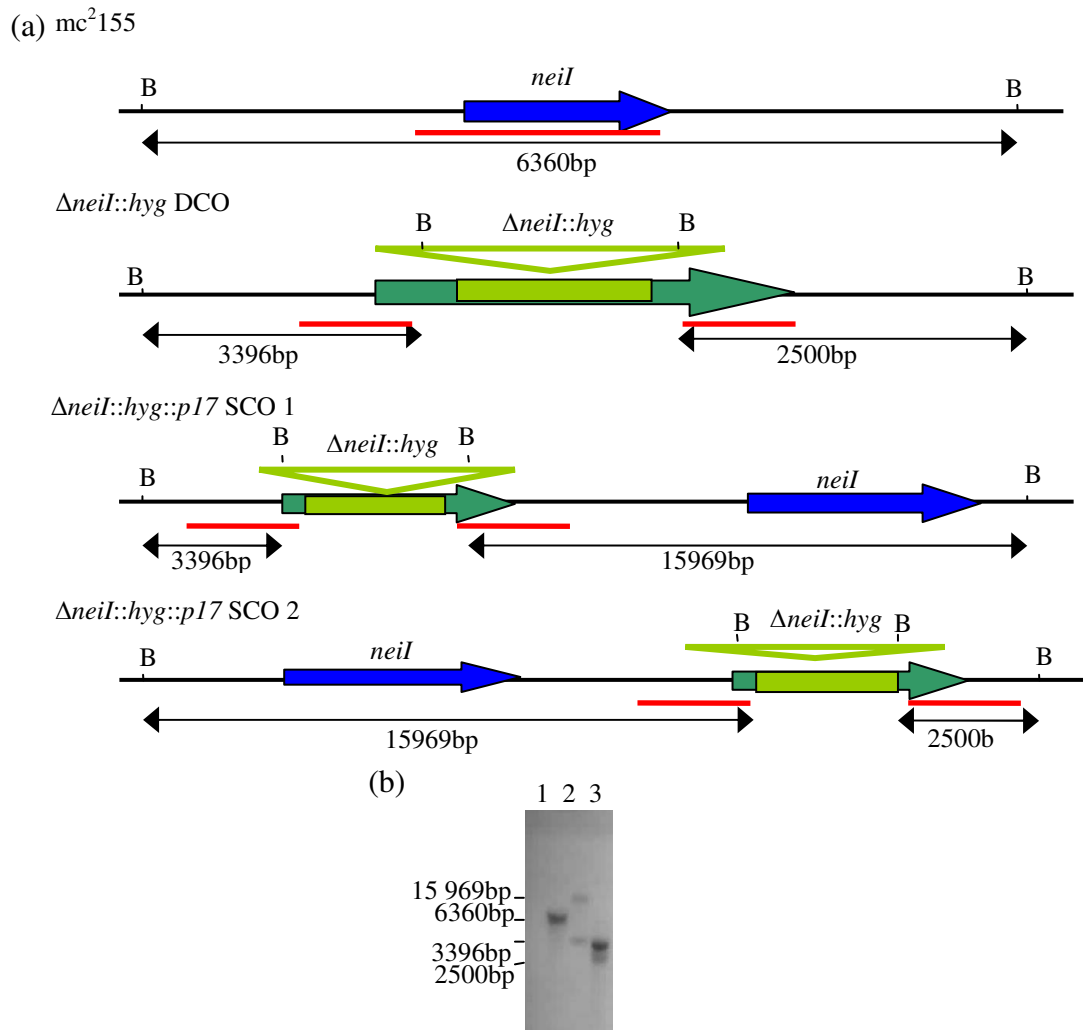 (a) mc²155
neiI
B B
6360bp
ΔneiI::hyg DCO
B ΔneiI::hyg B
B B
3396bp 2500bp
ΔneiI::hyg::p17 SCO 1
B ΔneiI::hyg B
B neiI B
3396bp 15969bp
ΔneiI::hyg::p17 SCO 2
B ΔneiI::hyg B
B neiI B
15969bp 2500b
(b)
1 2 3
15 969bp
6360bp
3396bp
2500bp